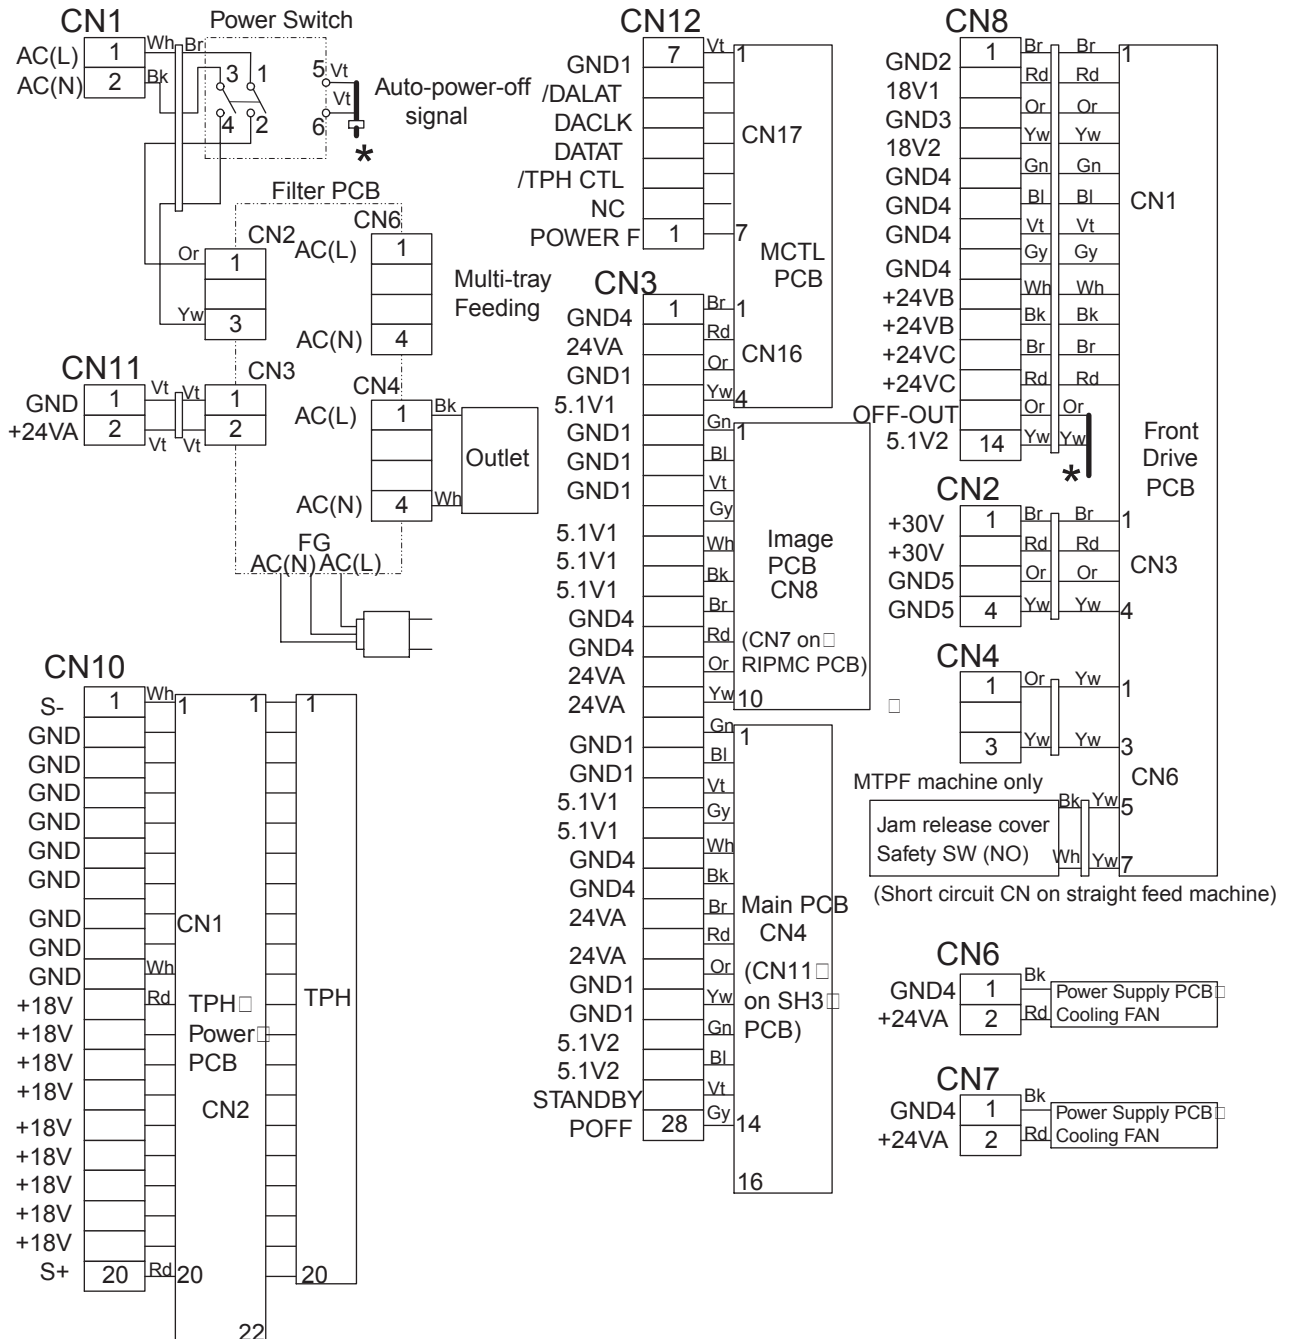 CN1
Power Switch
AC(L) 1 Wh Br
AC(N) 2 Bk
3 1
4 2
5 Vt
Vt
6
Auto-power-off
signal
*
Filter PCB
CN2
Or 1
Yw 3
CN6
AC(L) 1
AC(N) 4
Multi-tray
Feeding
CN11
GND 1 Vt Vt
+24VA 2 Vt Vt
CN3
1
2
CN4
AC(L) 1 Bk
AC(N) 4 Wh
Outlet
FG
AC(N) AC(L)
CN10
S- 1 Wh 1 1 1
GND
GND
GND
GND
GND
GND
GND
GND
GND Wh
+18V Rd
+18V
+18V
+18V
+18V
+18V
+18V
+18V
+18V
S+ 20 Rd 20 20
CN1
TPH□
Power□
PCB
CN2
22
TPH
CN12
GND1 7 Vt 1
/DALAT
DACLK
DATAT
/TPH CTL
NC
POWER F 1 7
CN17
MCTL
PCB
CN3
GND4 1 Br 1
24VA Rd
GND1 Or
5.1V1 Yw 4
CN16
GND1 Gn 1
GND1 Bl
GND1 Vt
5.1V1 Gy
5.1V1 Wh
5.1V1 Bk
GND4 Br
GND4 Rd
24VA Or
24VA Yw 10
Image
PCB
CN8
(CN7 on□
RIPMC PCB)
GND1 Gn 1
GND1 Bl
5.1V1 Vt
5.1V1 Gy
GND4 Wh
GND4 Bk
24VA Br
24VA Rd
GND1 Or
GND1 Yw
5.1V2 Gn
5.1V2 Bl
STANDBY Vt
POFF 28 Gy 14
16
Main PCB
CN4
(CN11□
on SH3□
PCB)
CN8
GND2 1 Br Br 1
18V1 Rd Rd
GND3 Or Or
18V2 Yw Yw
GND4 Gn Gn
GND4 Bl Bl
GND4 Vt Vt
GND4 Gy Gy
+24VB Wh Wh
+24VB Bk Bk
+24VC Br Br
+24VC Rd Rd
OFF-OUT Or Or
5.1V2 14 Yw Yw
*
CN1
Front
Drive
PCB
CN2
+30V 1 Br Br 1
+30V Rd Rd
GND5 Or Or
GND5 4 Yw Yw 4
CN3
CN4
1 Or Yw 1
□
3 Yw Yw 3
CN6
MTPF machine only
Jam release cover
Safety SW (NO)
Bk Yw 5
Wh Yw 7
(Short circuit CN on straight feed machine)
CN6
GND4 1 Bk
+24VA 2 Rd
Power Supply PCB□
Cooling FAN
CN7
GND4 1 Bk
+24VA 2 Rd
Power Supply PCB□
Cooling FAN